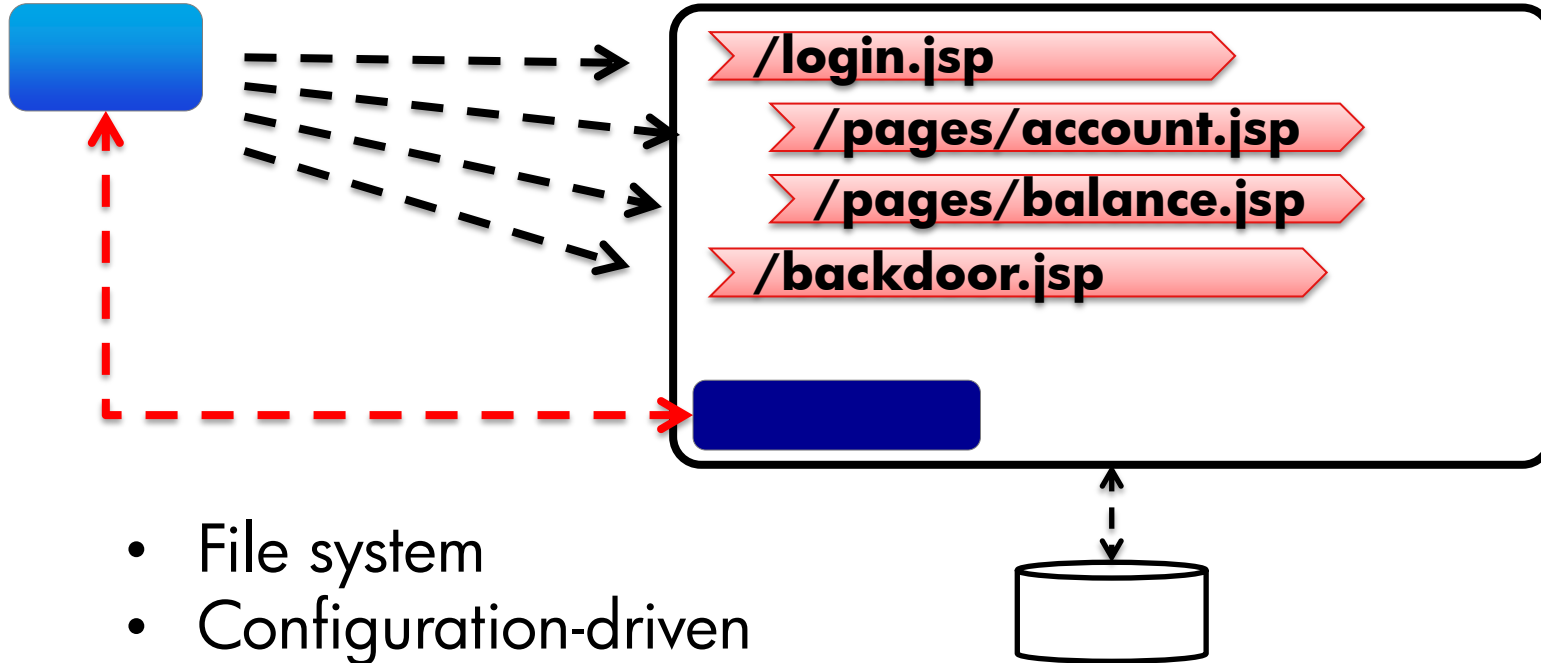 /login.jsp
/pages/account.jsp
/pages/balance.jsp
/backdoor.jsp
• File system
• Configuration-driven